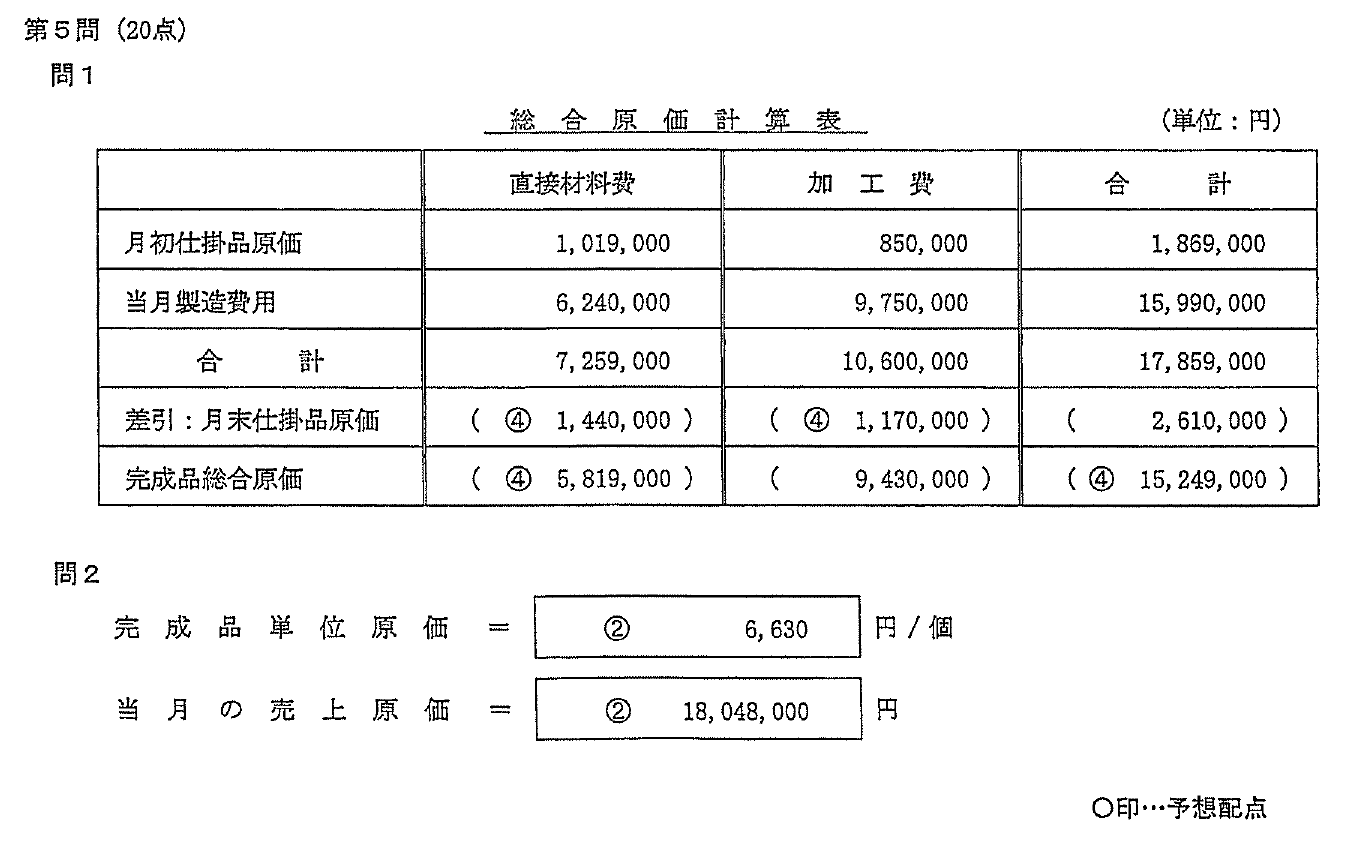 第5問(20点)
問1
総合原価計算表 (単位:円)
直接材料費 加工費 合計
月初仕掛品原価 1,019,000 850,000 1,869,000
当月製造費用 6,240,000 9,750,000 15,990,000
合計 7,259,000 10,600,000 17,859,000
差引:月末仕掛品原価 (④ 1,440,000) (④ 1,170,000) ( 2,610,000)
完成品総合原価 (④ 5,819,000) ( 9,430,000) (④ 15,249,000)
問2
完成品単位原価 = ② 6,630 円/個
当月の売上原価 = ② 18,048,000 円
○印…予想配点